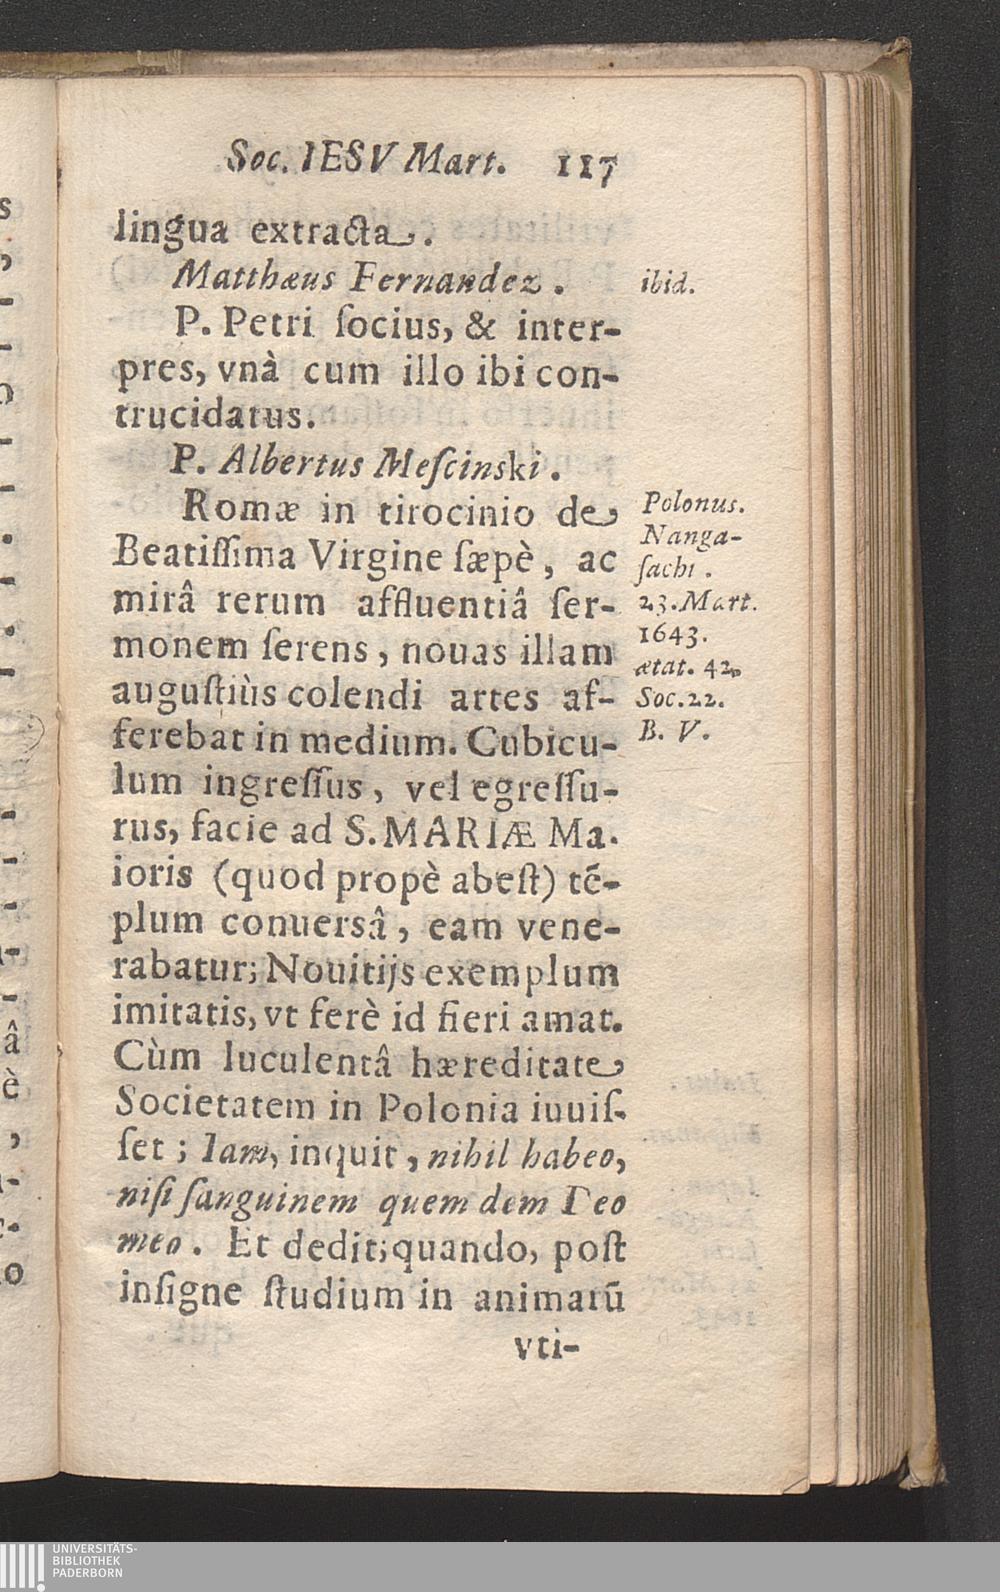 Soc. IESV Mart. 117
lingua extracta.
Matthæus Fernandez.
ibid.
P. Petri ſocius, & inter-
pres, vnà cum illo ibi con-
trucidatus.
P. Albertus Meſcinski.
Romæ in tirocinio de
Beatiſſima Virgine ſæpè, ac
mirâ rerum affluentiâ ſer-
monem ſerens, nouas illam
auguſtiùs colendi artes af-
ferebat in medium. Cubicu-
lum ingreſſus, vel egreſſu-
rus, facie ad S. MARIÆ Ma-
ioris (quod propè abeſt) tē-
plum conuersâ, eam vene-
rabatur; Nouitijs exemplum
imitatis, vt ferè id fieri amat.
Cùm luculentâ hæreditate
Societatem in Polonia iuuiſ-
ſet; Iam, inquit, nihil habeo,
niſi ſanguinem quem dem Deo
meo. Et dedit; quando, poſt
inſigne ſtudium in animarū
vti-
Polonus.
Nanga-
ſachi.
23. Mart.
1643.
ætat. 42.
Soc. 22.
B. V.
UNIVERSITÄTS-
BIBLIOTHEK
PADERBORN